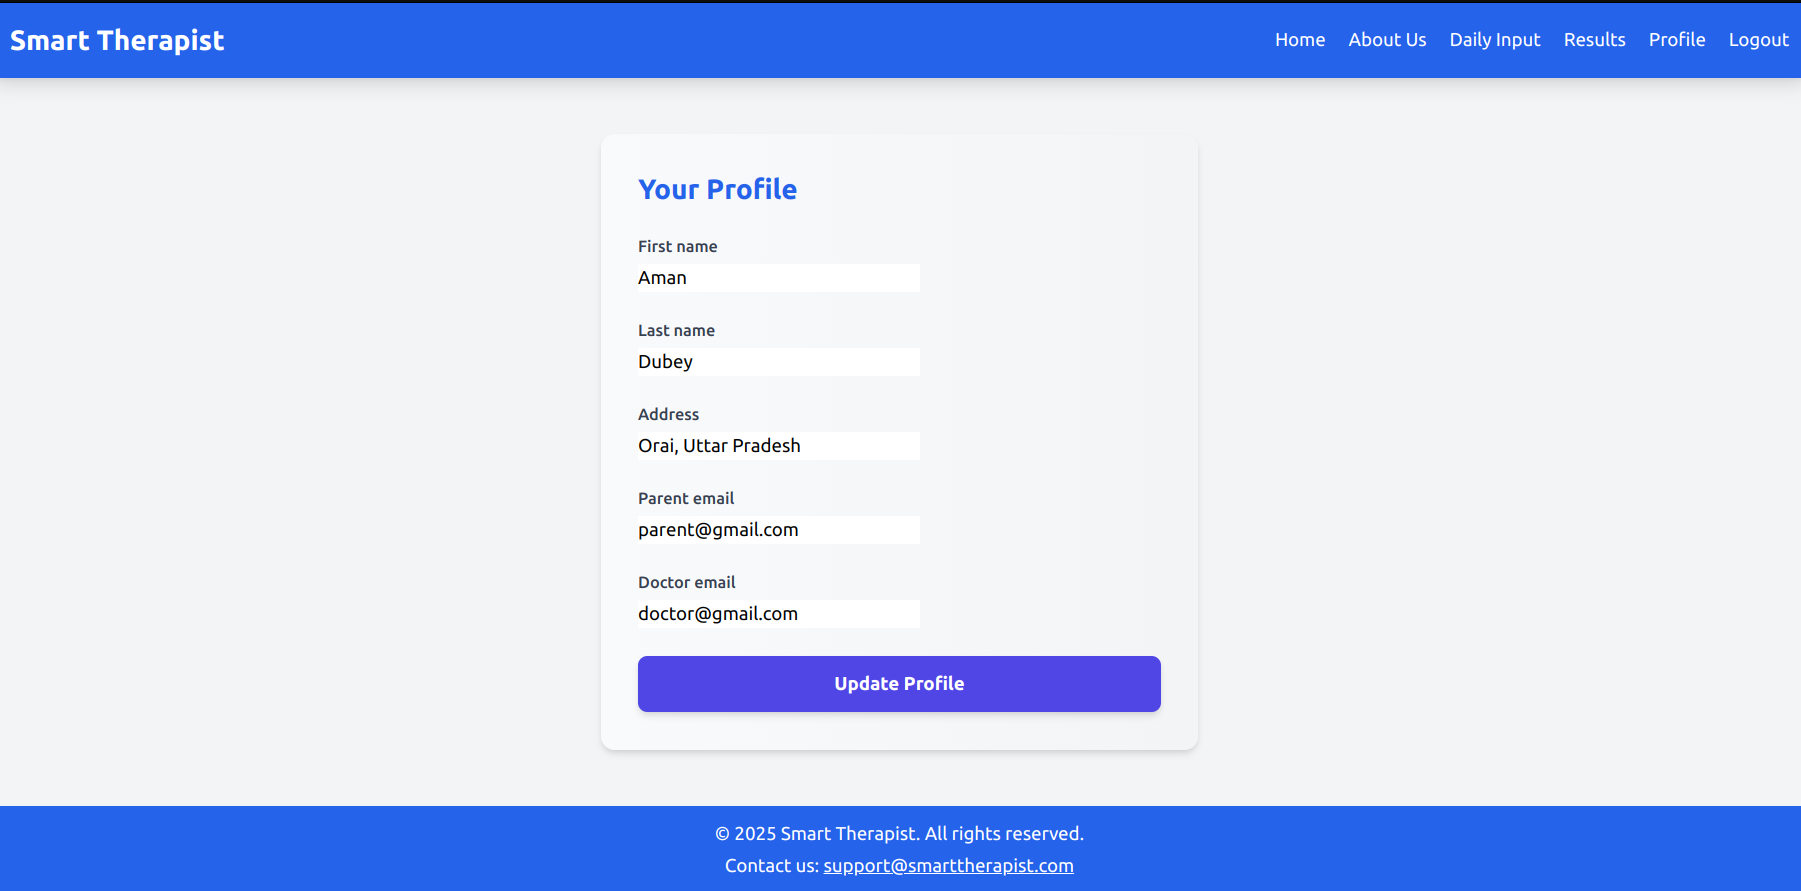 Smart Therapist
Home About Us Daily Input Results Profile Logout
Your Profile
First name
Aman
Last name
Dubey
Address
Orai, Uttar Pradesh
Parent email
parent@gmail.com
Doctor email
doctor@gmail.com
Update Profile
© 2025 Smart Therapist. All rights reserved.
Contact us: support@smarttherapist.com